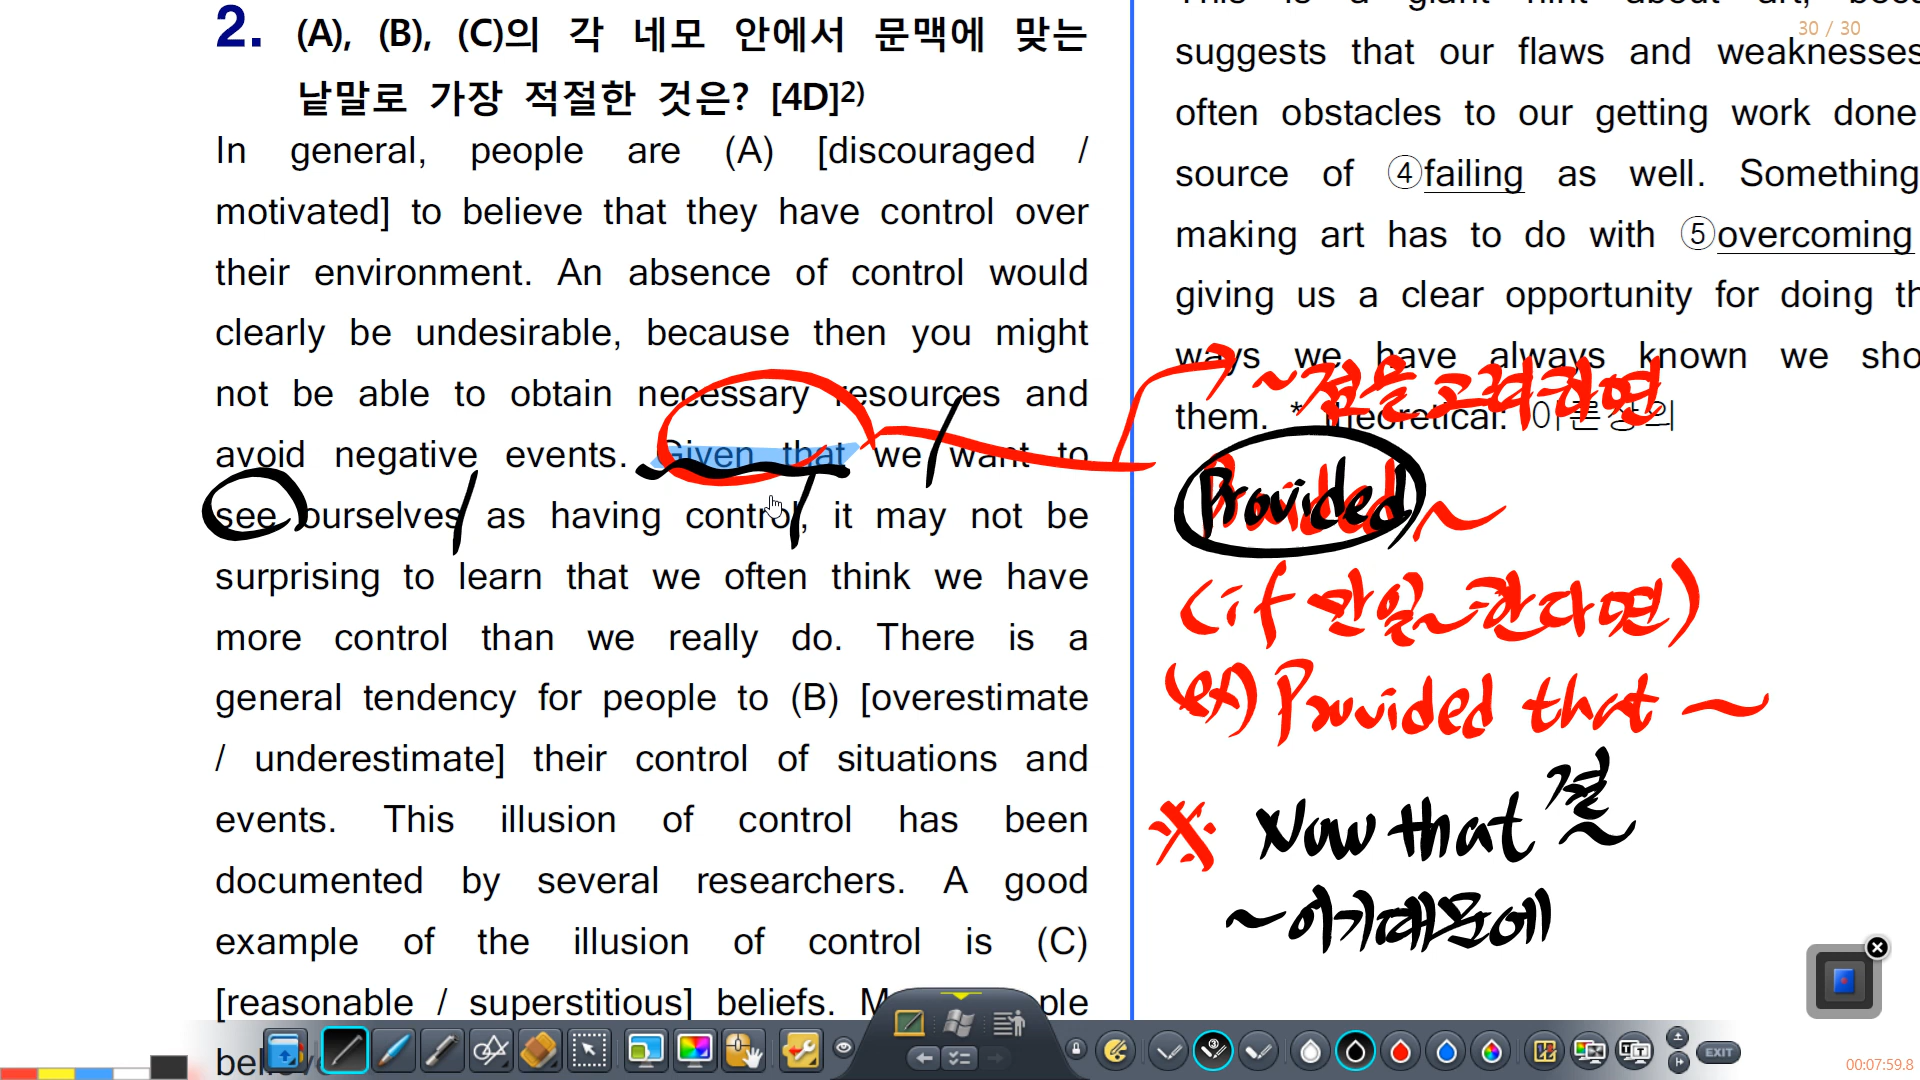 2. (A), (B), (C)의 각 네모 안에서 문맥에 맞는
낱말로 가장 적절한 것은? [4D]2)
In general, people are (A) [discouraged /
motivated] to believe that they have control over
their environment. An absence of control would
clearly be undesirable, because then you might
not be able to obtain necessary resources and
avoid negative events. Given that we want to
see ourselves as having control, it may not be
surprising to learn that we often think we have
more control than we really do. There is a
general tendency for people to (B) [overestimate
/ underestimate] their control of situations and
events. This illusion of control has been
documented by several researchers. A good
example of the illusion of control is (C)
[reasonable / superstitious] beliefs.
30 / 30
suggests that our flaws and weaknesses
often obstacles to our getting work done
source of ④failing as well. Something
making art has to do with ⑤overcoming
giving us a clear opportunity for doing th
ways we have always known we sho
them. * theoretical: 이론상의
~점을 고려하면
Provided ~
(if 만일~한다면)
Provided that ~
※ Now that
~이기때문에
EXIT
00:07:59.8